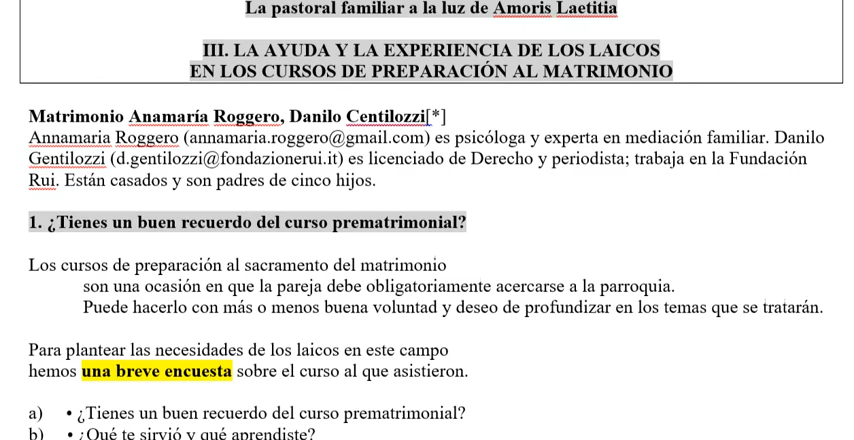 La pastoral familiar a la luz de Amoris Laetitia
III. LA AYUDA Y LA EXPERIENCIA DE LOS LAICOS
EN LOS CURSOS DE PREPARACIÓN AL MATRIMONIO
Matrimonio Anamaría Roggero, Danilo Centilozzi[*]
Annamaria Roggero (annamaria.roggero@gmail.com) es psicóloga y experta en mediación familiar. Danilo
Gentilozzi (d.gentilozzi@fondazionerui.it) es licenciado de Derecho y periodista; trabaja en la Fundación
Rui. Están casados y son padres de cinco hijos.
1. ¿Tienes un buen recuerdo del curso prematrimonial?
Los cursos de preparación al sacramento del matrimonio
son una ocasión en que la pareja debe obligatoriamente acercarse a la parroquia.
Puede hacerlo con más o menos buena voluntad y deseo de profundizar en los temas que se tratarán.
Para plantear las necesidades de los laicos en este campo
hemos una breve encuesta sobre el curso al que asistieron.
a) • ¿Tienes un buen recuerdo del curso prematrimonial?
b) • ¿Qué te sirvió y qué aprendiste?